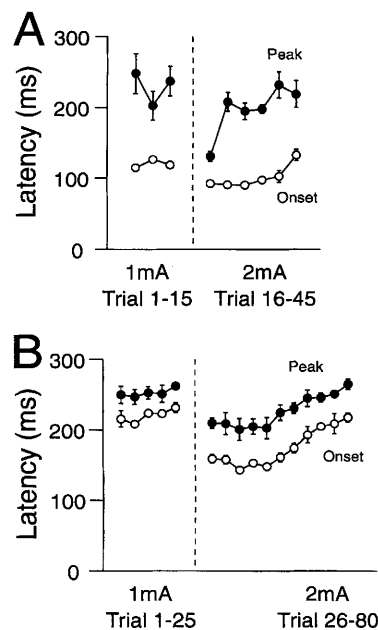 A
300
200
100
0
Latency (ms)
Peak
Onset
1mA 2mA
Trial 1-15 Trial 16-45
B
300
200
100
0
Latency (ms)
Peak
Onset
1mA 2mA
Trial 1-25 Trial 26-80